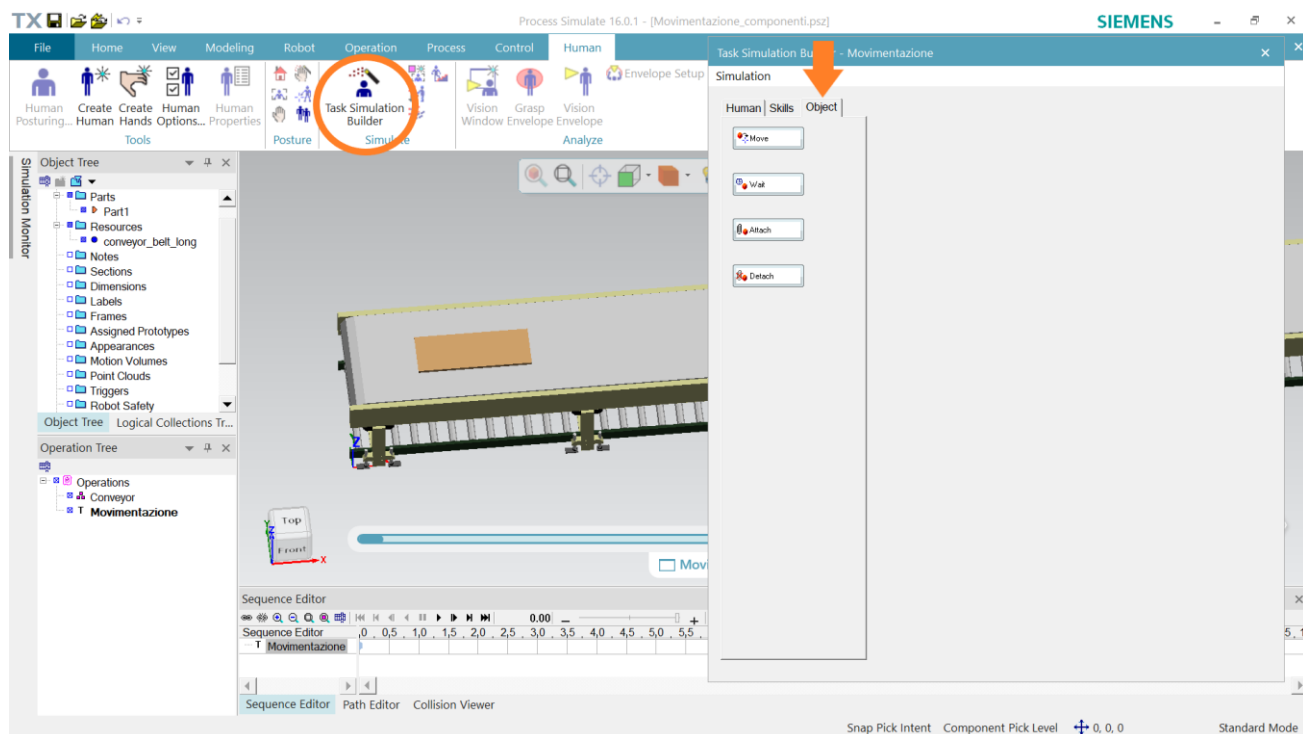 TX
Process Simulate 16.0.1 - [Movimentazione_componenti.psz]
SIEMENS
File Home View Modeling Robot Operation Process Control Human
Human Posturing...
Create Human
Create Hands
Human Options...
Human Properties
Task Simulation Builder
Vision Window
Grasp Envelope
Vision Envelope
Envelope Setup
Tools
Posture
Simulate
Analyze
Task Simulation Bu - Movimentazione
Simulation
Human Skills Object
Move
Wait
Attach
Detach
Simulation Monitor
Object Tree
Parts
Part1
Resources
conveyor_belt_long
Notes
Sections
Dimensions
Labels
Frames
Assigned Prototypes
Appearances
Motion Volumes
Point Clouds
Triggers
Robot Safety
Object Tree Logical Collections Tr...
Operation Tree
Operations
Conveyor
Movimentazione
Z
Top
Front
Y
Z
X
Movi
Sequence Editor
0.00
Sequence Editor ,0 0,5 1,0 1,5 2,0 2,5 3,0 3,5 4,0 4,5 5,0 5,5
T Movimentazione
Sequence Editor Path Editor Collision Viewer
Snap Pick Intent Component Pick Level 0, 0, 0 Standard Mode